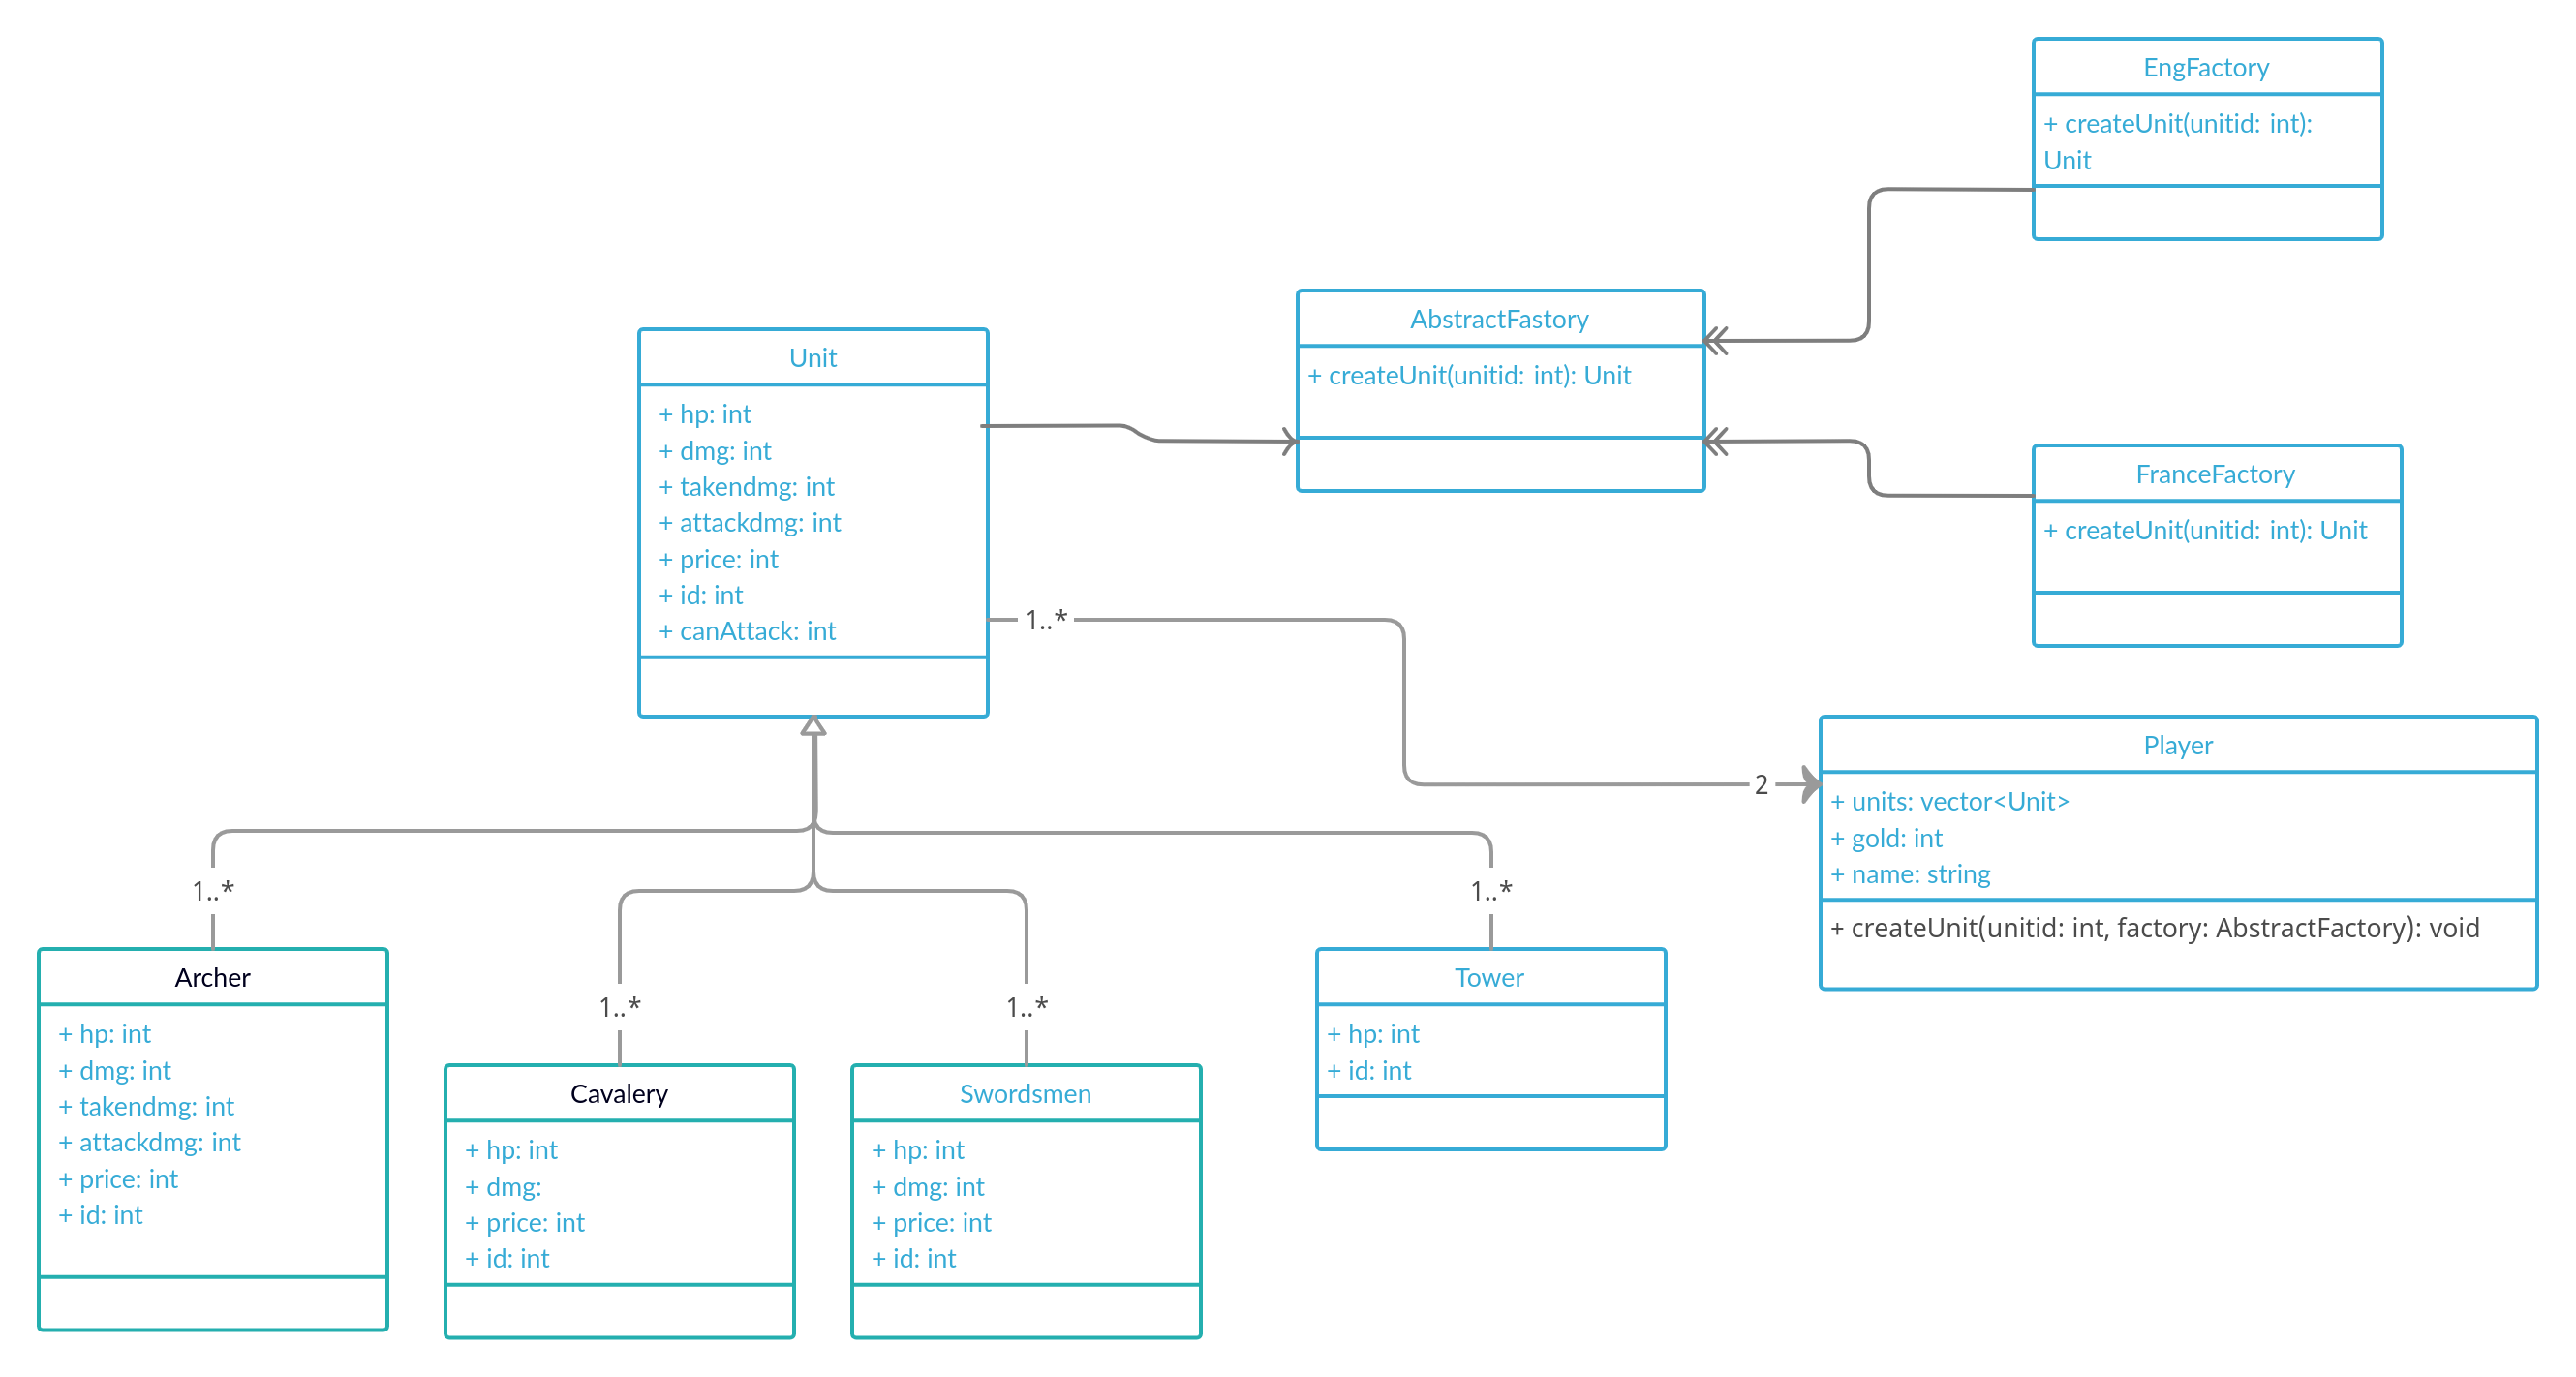 EngFactory
+ createUnit(unitid: int):
Unit
AbstractFastory
+ createUnit(unitid: int): Unit
Unit
+ hp: int
+ dmg: int
+ takendmg: int
+ attackdmg: int
+ price: int
+ id: int
+ canAttack: int
FranceFactory
+ createUnit(unitid: int): Unit
1..*
2
Player
+ units: vector<Unit>
+ gold: int
+ name: string
+ createUnit(unitid: int, factory: AbstractFactory): void
1..*
1..*
1..*
1..*
Archer
+ hp: int
+ dmg: int
+ takendmg: int
+ attackdmg: int
+ price: int
+ id: int
Cavalery
+ hp: int
+ dmg:
+ price: int
+ id: int
Swordsmen
+ hp: int
+ dmg: int
+ price: int
+ id: int
Tower
+ hp: int
+ id: int